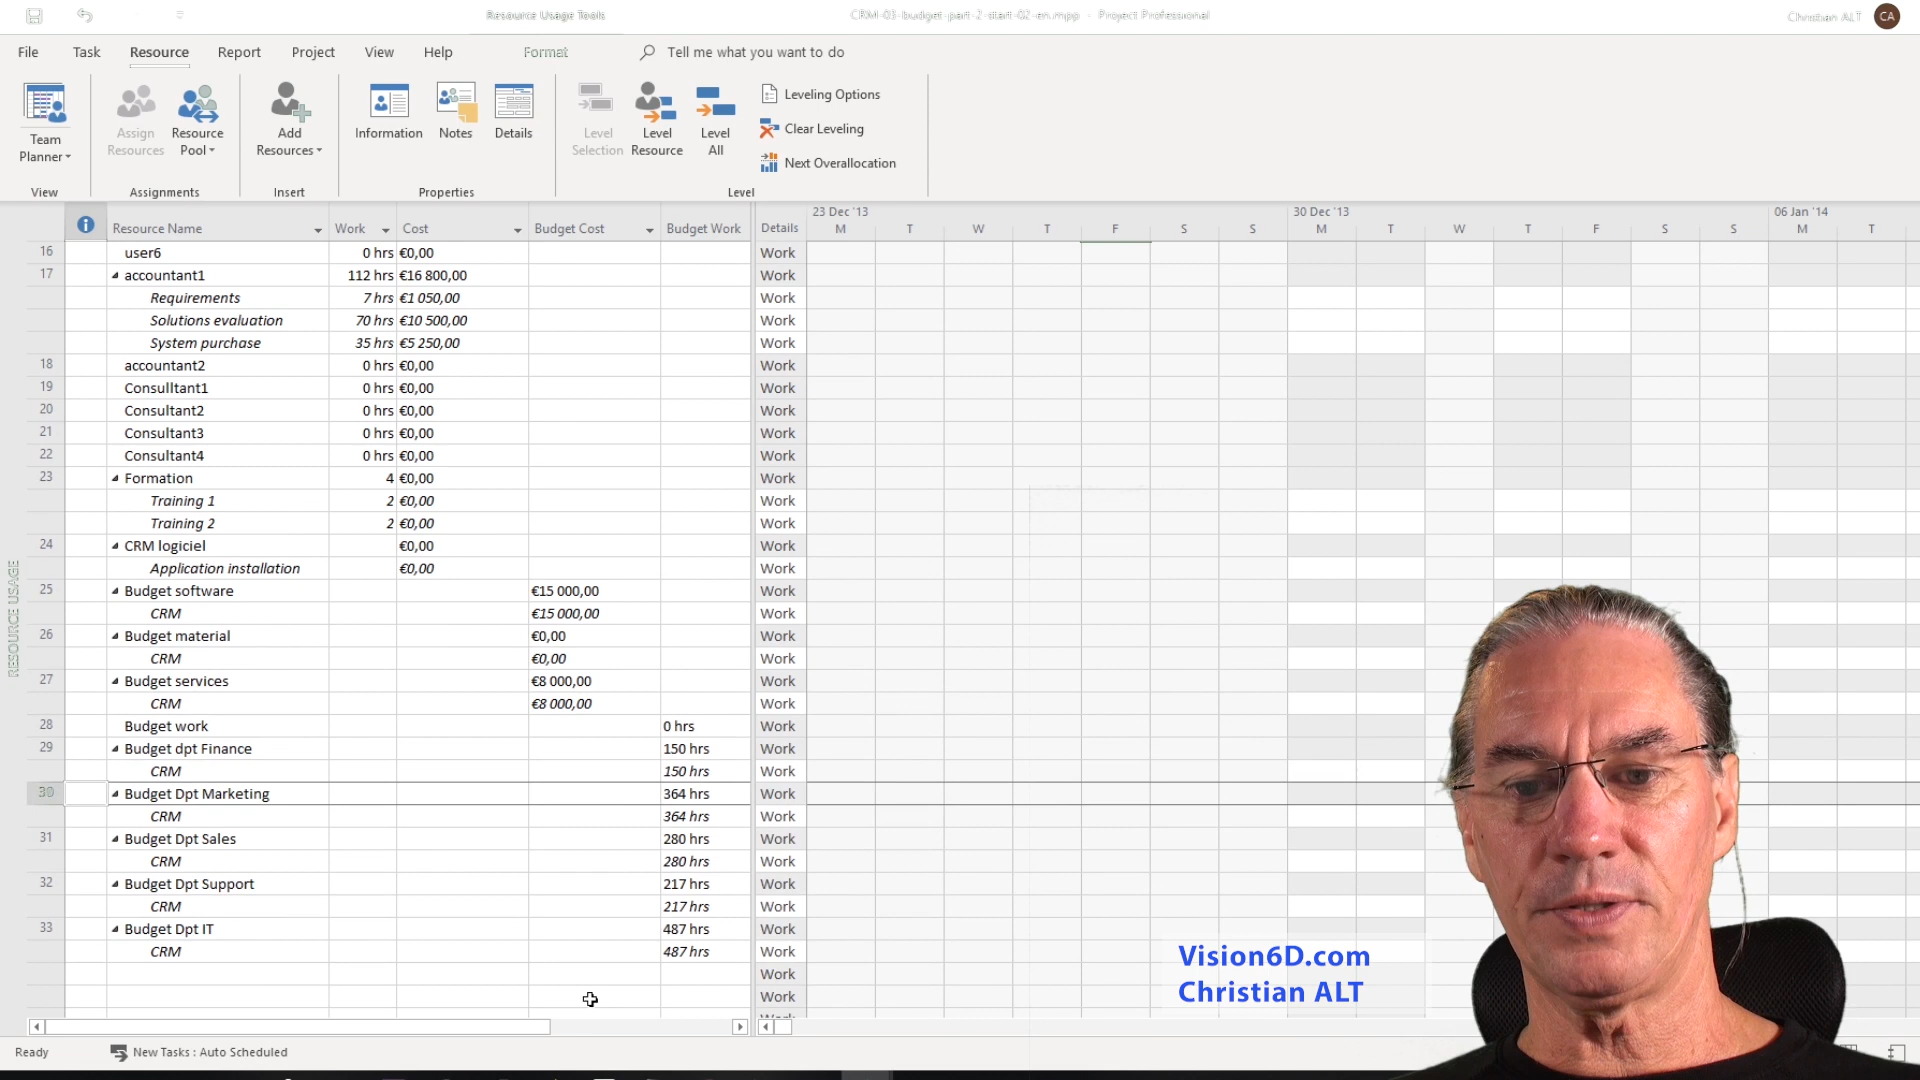 Resource Usage Tools
CRM-03-budget-part-2-start-02-en.mpp - Project Professional
Christian ALT
CA
File Task Resource Report Project View Help Format Tell me what you want to do
Team Planner
Assign Resources
Resource Pool
Add Resources
Information
Notes
Details
Level Selection
Level Resource
Level All
Leveling Options
Clear Leveling
Next Overallocation
View Assignments Insert Properties Level
23 Dec '13 30 Dec '13 06 Jan '14
Resource Name Work Cost Budget Cost Budget Work Details M T W T F S S M T W T F S S M T
16 user6 0 hrs €0,00 Work
17 accountant1 112 hrs €16 800,00 Work
Requirements 7 hrs €1 050,00 Work
Solutions evaluation 70 hrs €10 500,00 Work
System purchase 35 hrs €5 250,00 Work
18 accountant2 0 hrs €0,00 Work
19 Consulltant1 0 hrs €0,00 Work
20 Consultant2 0 hrs €0,00 Work
21 Consultant3 0 hrs €0,00 Work
22 Consultant4 0 hrs €0,00 Work
23 Formation 4 €0,00 Work
Training 1 2 €0,00 Work
Training 2 2 €0,00 Work
24 CRM logiciel €0,00 Work
Application installation €0,00 Work
25 Budget software €15 000,00 Work
CRM €15 000,00 Work
26 Budget material €0,00 Work
CRM €0,00 Work
27 Budget services €8 000,00 Work
CRM €8 000,00 Work
28 Budget work 0 hrs Work
29 Budget dpt Finance 150 hrs Work
CRM 150 hrs Work
30 Budget Dpt Marketing 364 hrs Work
CRM 364 hrs Work
31 Budget Dpt Sales 280 hrs Work
CRM 280 hrs Work
32 Budget Dpt Support 217 hrs Work
CRM 217 hrs Work
33 Budget Dpt IT 487 hrs Work
CRM 487 hrs Work
Work
Work
RESOURCE USAGE
Vision6D.com
Christian ALT
Ready New Tasks : Auto Scheduled